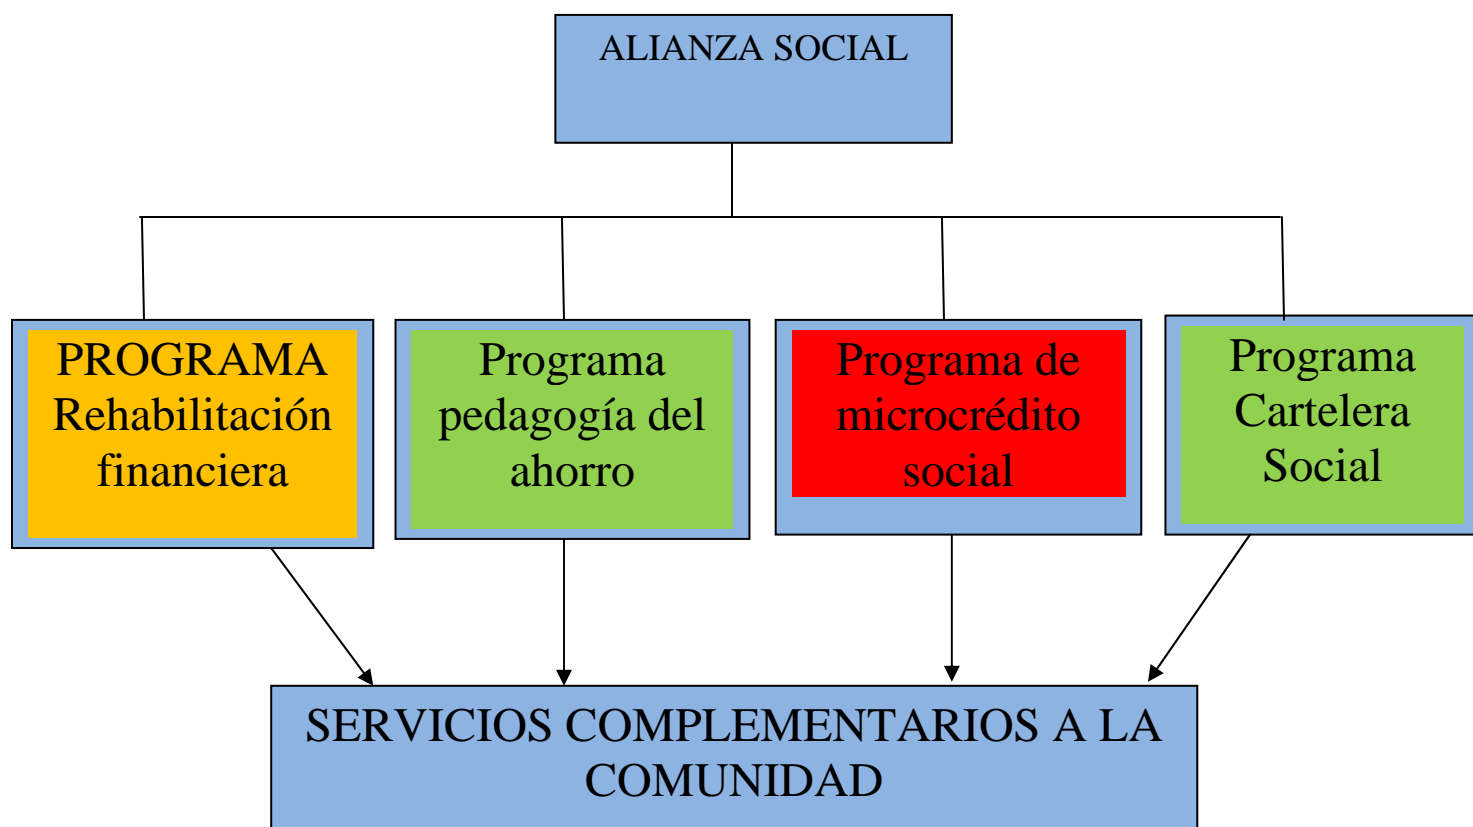 ALIANZA SOCIAL
PROGRAMA
Rehabilitación
financiera
Programa
pedagogía del
ahorro
Programa de
microcrédito
social
Programa
Cartelera
Social
SERVICIOS COMPLEMENTARIOS A LA
COMUNIDAD